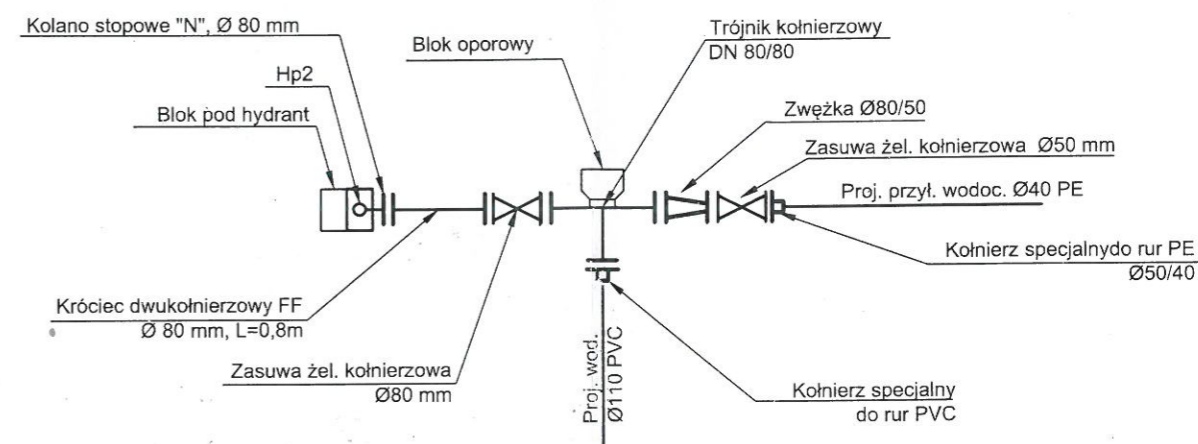 Kolano stopowe "N", Ø 80 mm
Hp2
Blok pod hydrant
Blok oporowy
Trójnik kołnierzowy
DN 80/80
Zwężka Ø80/50
Zasuwa żel. kołnierzowa Ø50 mm
Proj. przył. wodoc. Ø40 PE
Kołnierz specjalnydo rur PE
Ø50/40
Króciec dwukołnierzowy FF
Ø 80 mm, L=0,8m
Zasuwa żel. kołnierzowa
Ø80 mm
Proj. wod.
Ø110 PVC
Kołnierz specjalny
do rur PVC